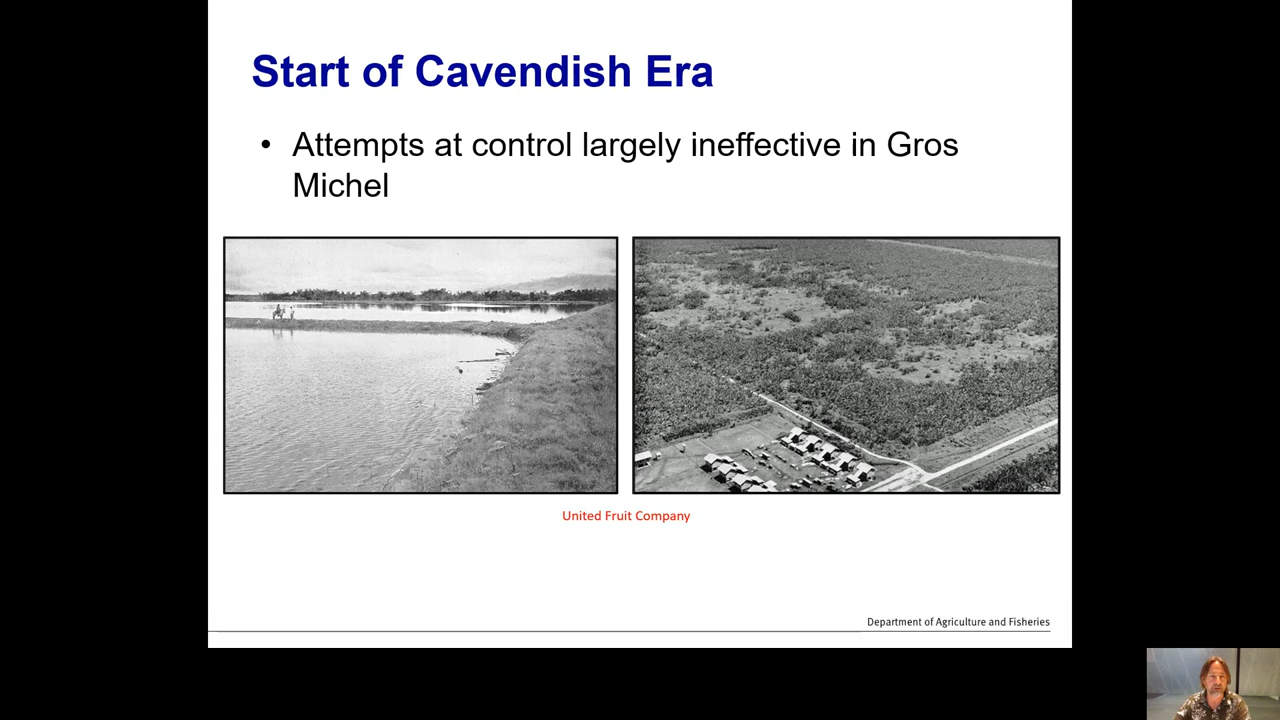 Start of Cavendish Era
• Attempts at control largely ineffective in Gros
Michel
United Fruit Company
Department of Agriculture and Fisheries